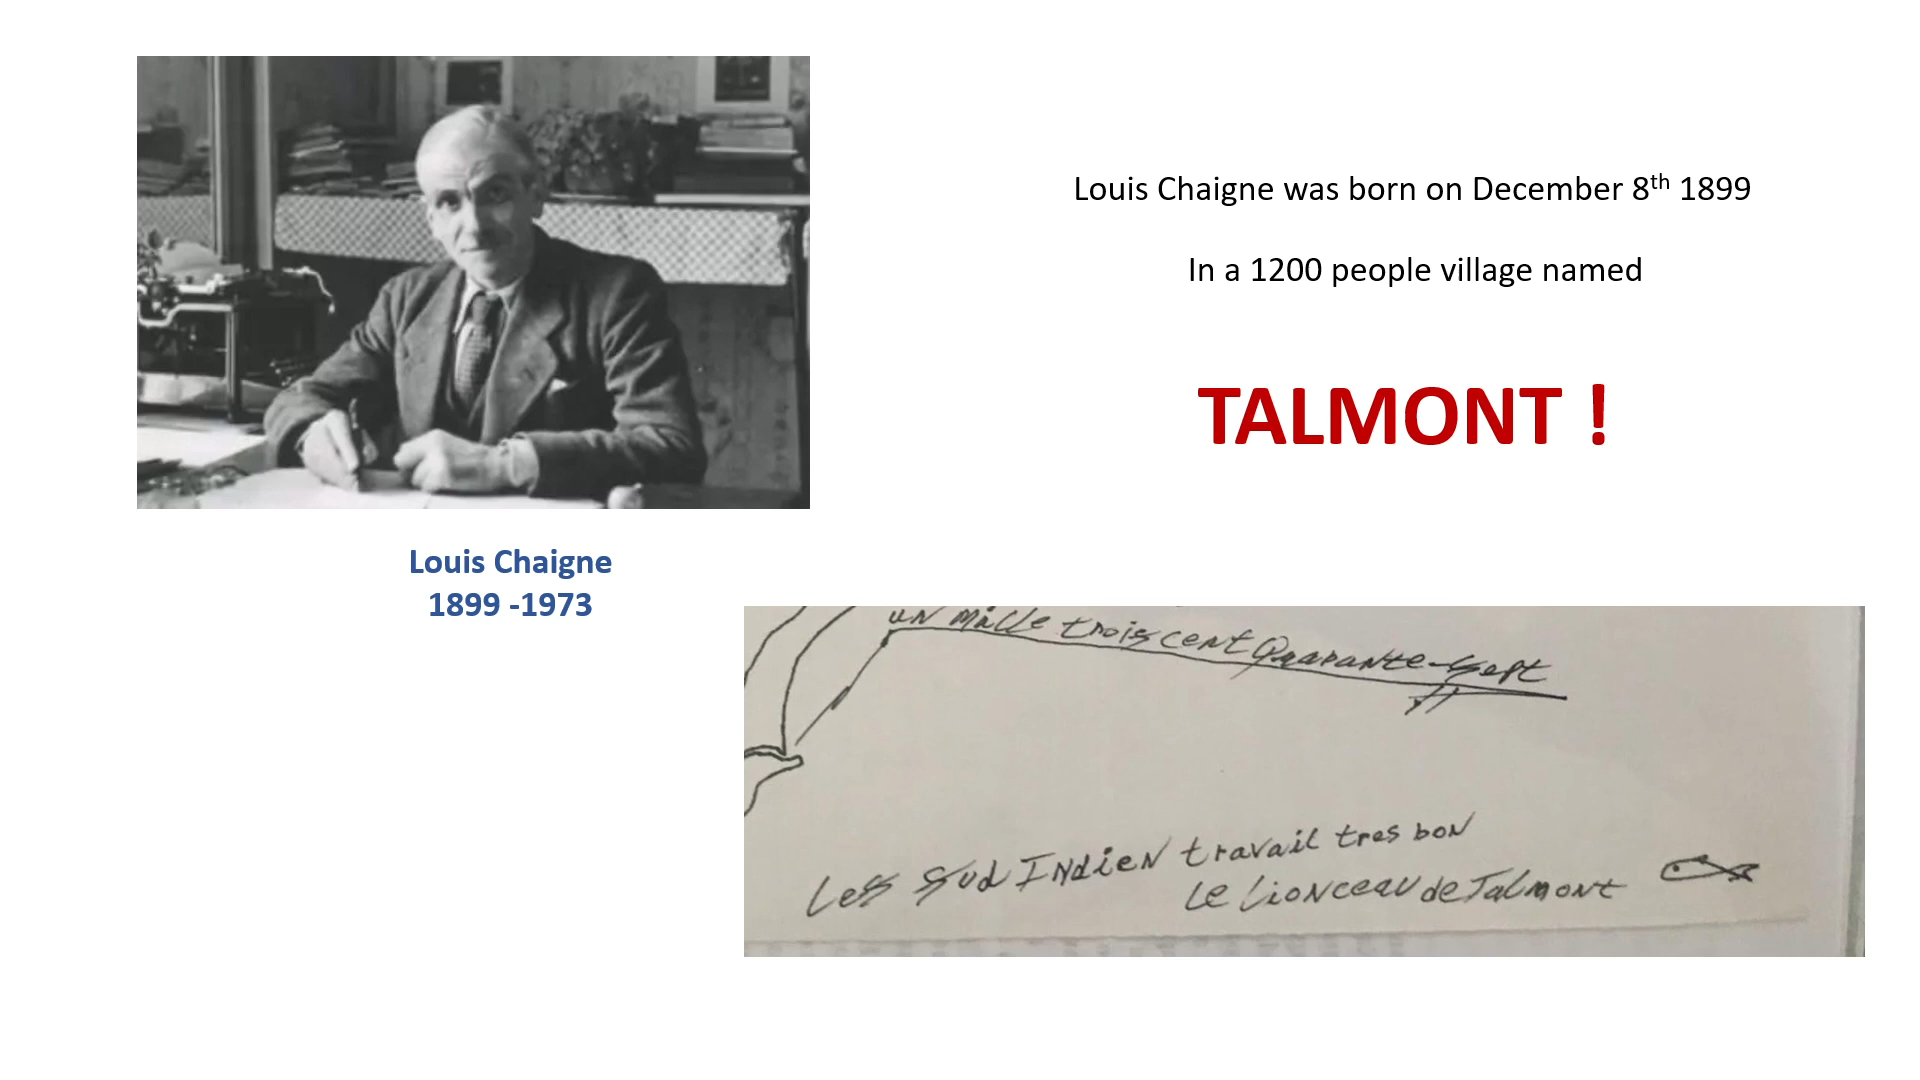 Louis Chaigne was born on December 8th 1899
In a 1200 people village named
TALMONT !
Louis Chaigne
1899 -1973
un mille trois cent Quarante-Sept
Les Sud Indien travail tres bon
Le Lionceau de Talmont